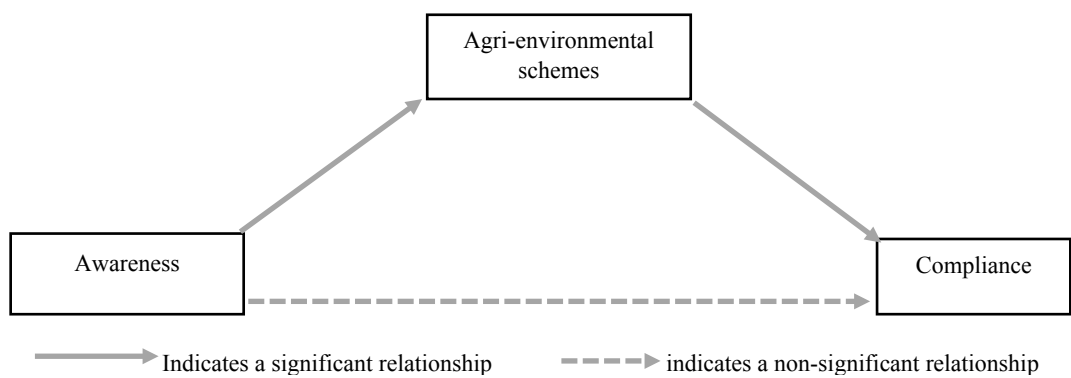 Agri-environmental
schemes
Awareness
Compliance
Indicates a significant relationship
indicates a non-significant relationship